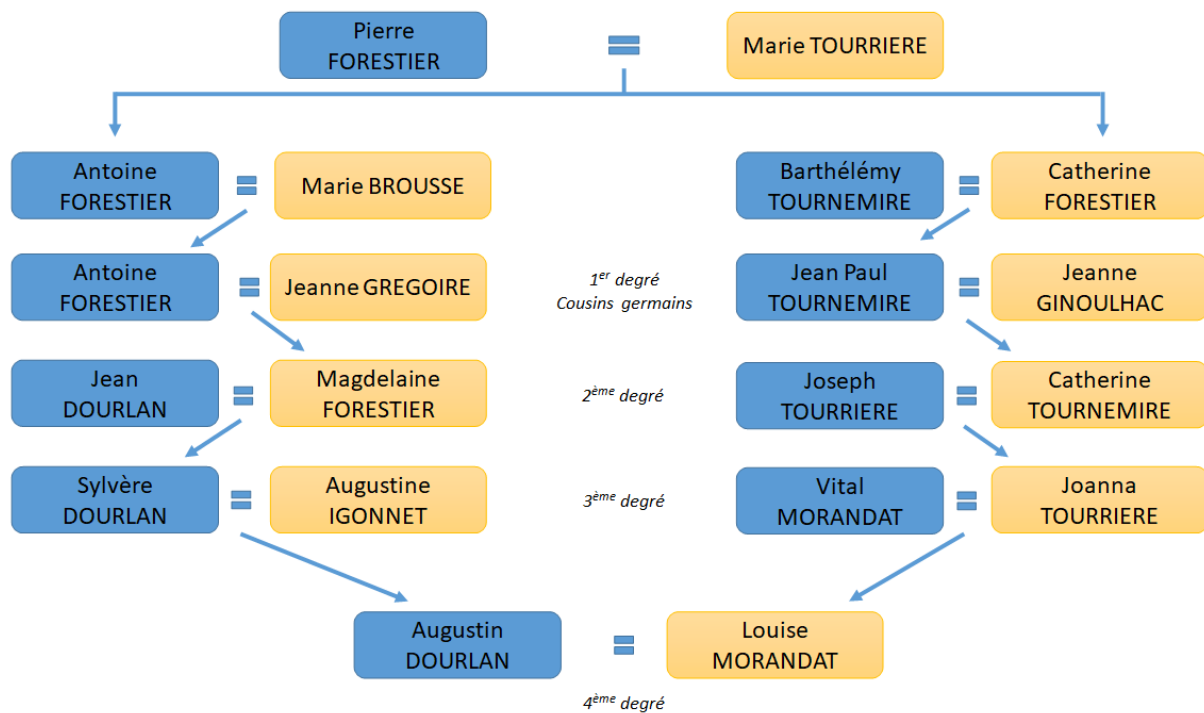 Pierre
FORESTIER
Marie TOURRIERE
Antoine
FORESTIER
Marie BROUSSE
Barthélémy
TOURNEMIRE
Catherine
FORESTIER
Antoine
FORESTIER
Jeanne GREGOIRE
1er degré
Cousins germains
Jean Paul
TOURNEMIRE
Jeanne
GINOULHAC
Jean
DOURLAN
Magdelaine
FORESTIER
2ème degré
Joseph
TOURRIERE
Catherine
TOURNEMIRE
Sylvère
DOURLAN
Augustine
IGONNET
3ème degré
Vital
MORANDAT
Joanna
TOURRIERE
Augustin
DOURLAN
Louise
MORANDAT
4ème degré